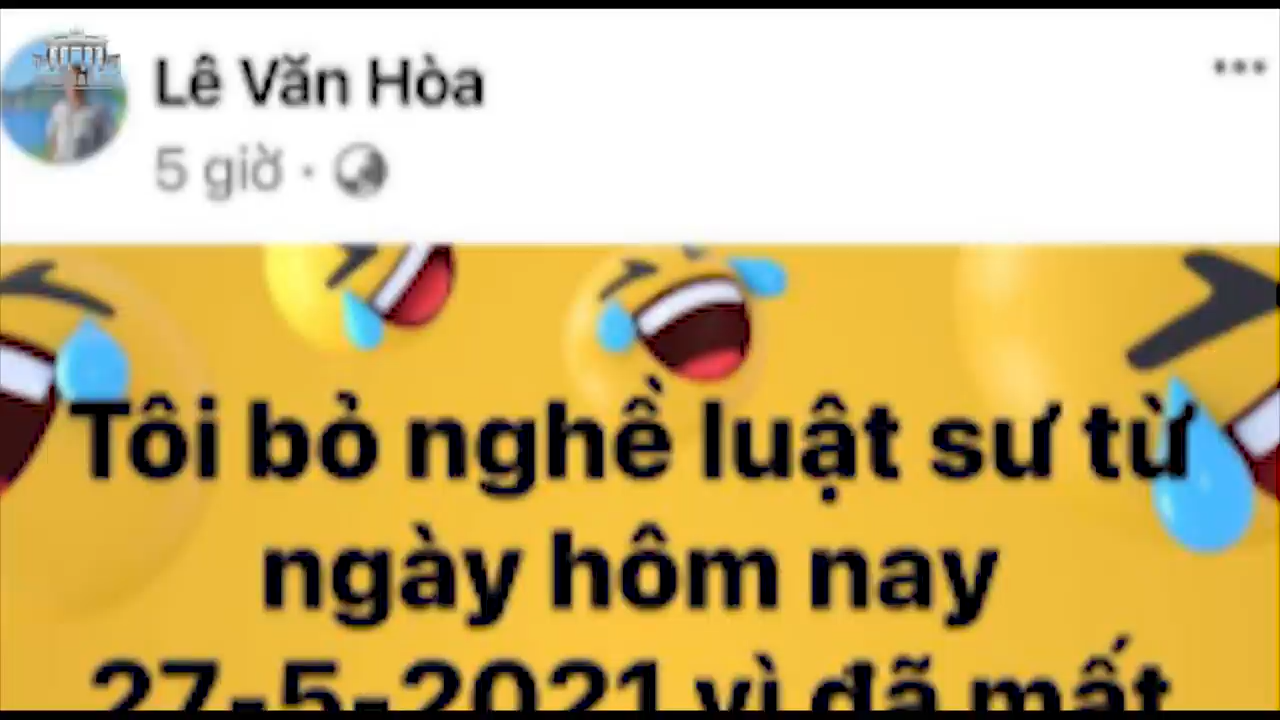 Lê Văn Hòa
5 giờ ·
Tôi bỏ nghề luật sư từ
ngày hôm nay
27-5-2021 vì đã mất